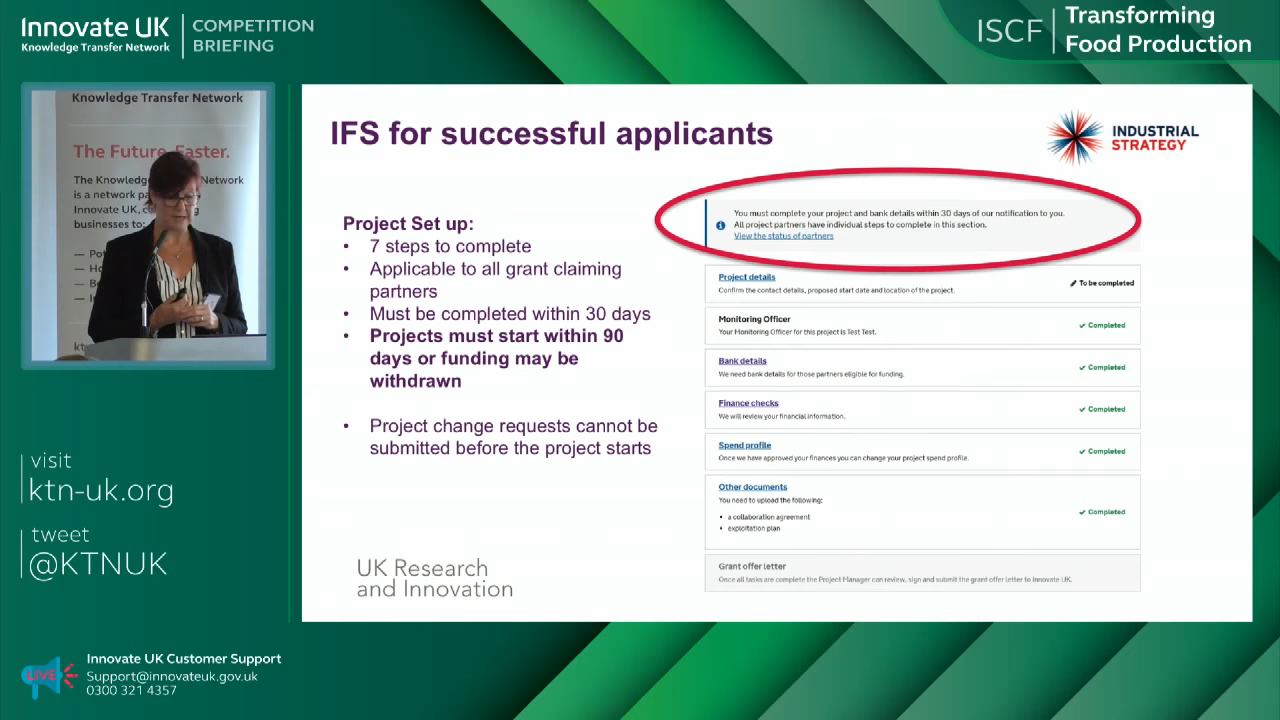 Innovate UK
Knowledge Transfer Network
COMPETITION
BRIEFING
ISCF
Transforming
Food Production
Knowledge Transfer Network
The Future. Faster.
The Knowledge Network
is a network pa
Innovate UK, c
businesses to:
IFS for successful applicants
INDUSTRIAL
STRATEGY
Project Set up:
• 7 steps to complete
• Applicable to all grant claiming
partners
• Must be completed within 30 days
• Projects must start within 90
days or funding may be
withdrawn
• Project change requests cannot be
submitted before the project starts
You must complete your project and bank details within 30 days of our notification to you.
All project partners have individual steps to complete in this section.
View the status of partners
Project details
Confirm the contact details, proposed start date and location of the project.
To be completed
Monitoring Officer
Your Monitoring Officer for this project is Test Test.
Completed
Bank details
We need bank details for those partners eligible for funding.
Completed
Finance checks
We will review your financial information.
Completed
Spend profile
Once we have approved your finances you can change your project spend profile.
Completed
Other documents
You need to upload the following:
• a collaboration agreement
• exploitation plan
Completed
Grant offer letter
Once all tasks are complete the Project Manager can review, sign and submit the grant offer letter to Innovate UK.
UK Research
and Innovation
visit
ktn-uk.org
tweet
@KTNUK
LIVE
Innovate UK Customer Support
Support@innovateuk.gov.uk
0300 321 4357